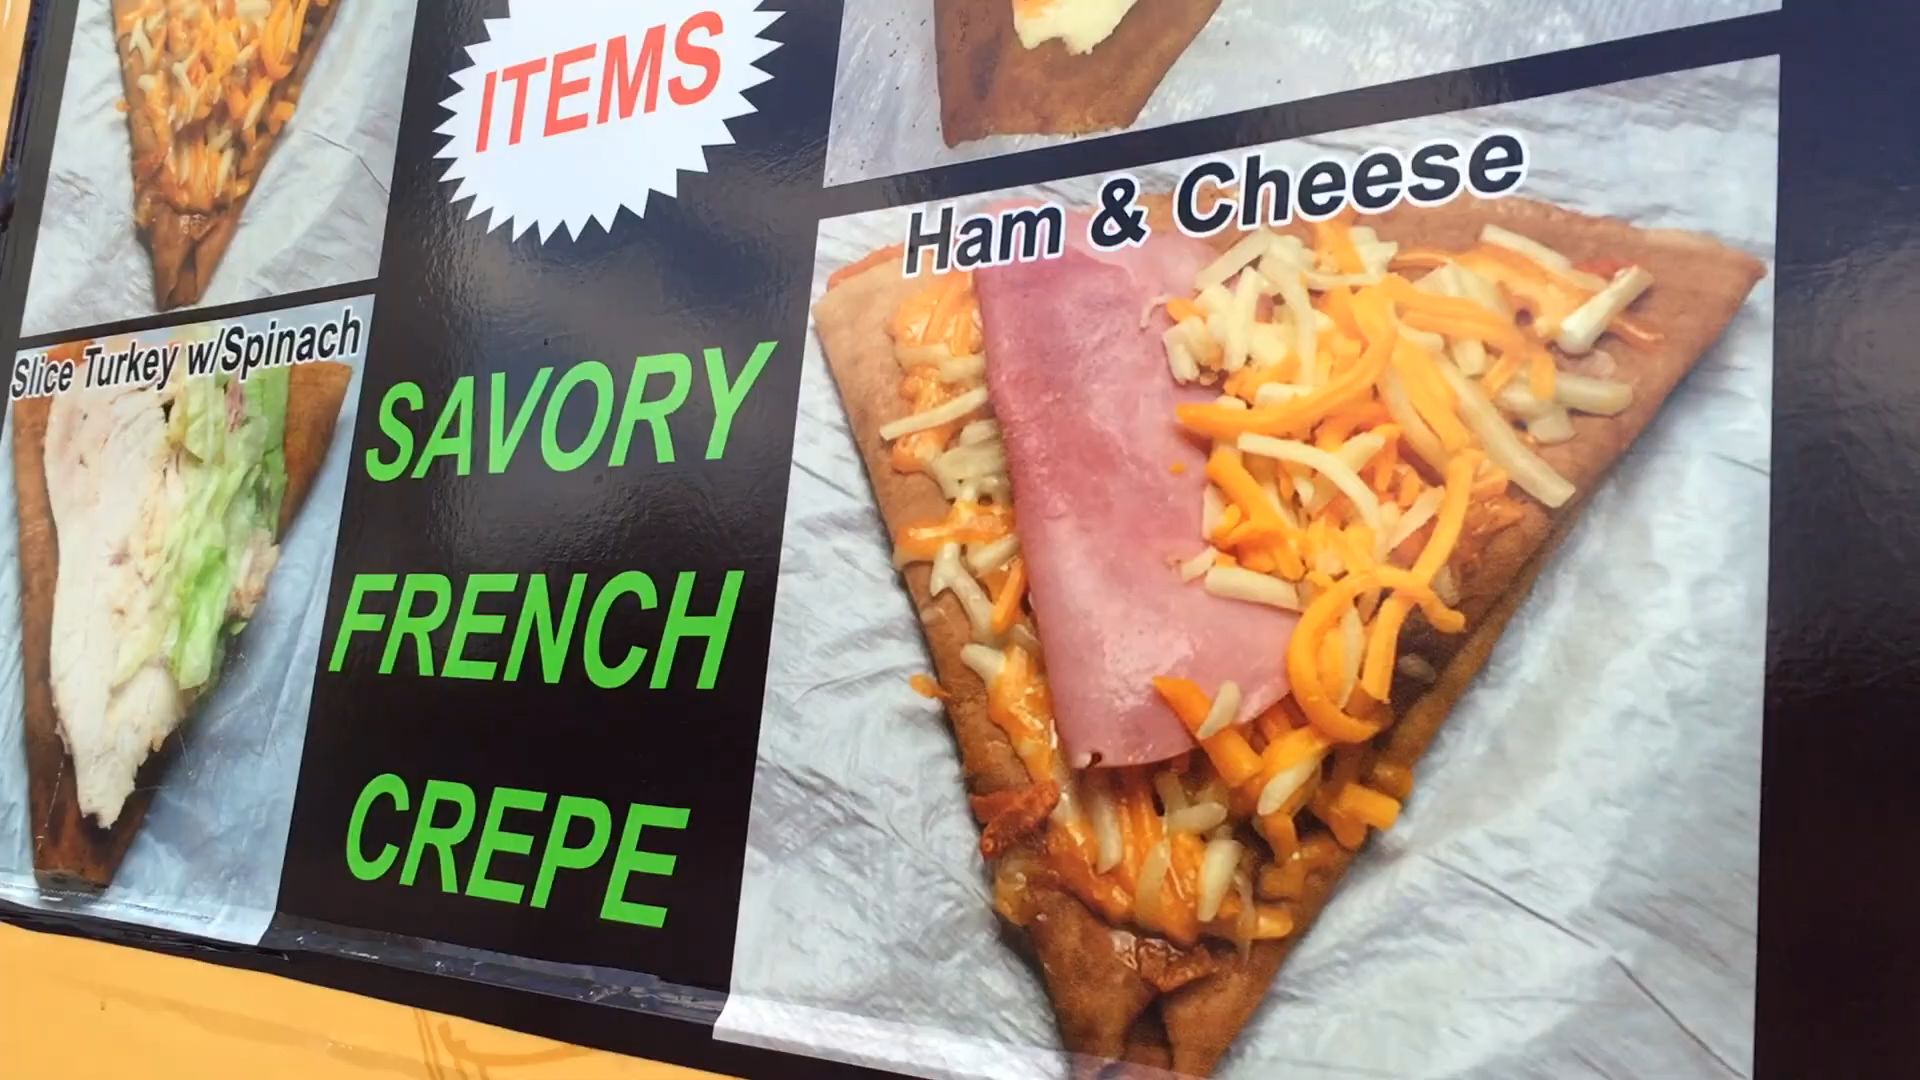 ITEMS
Ham & Cheese
Slice Turkey w/Spinach
SAVORY
FRENCH
CREPE